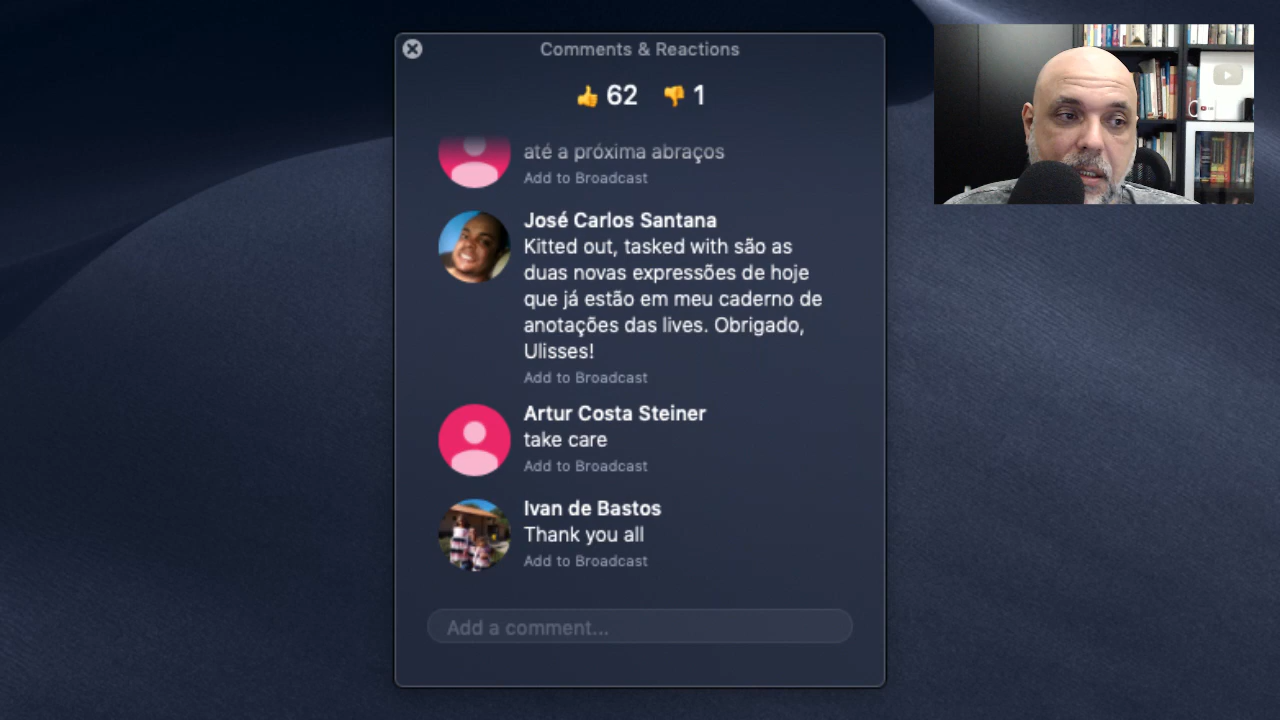 Comments & Reactions
👍 62 👎 1
até a próxima abraços
Add to Broadcast
José Carlos Santana
Kitted out, tasked with são as
duas novas expressões de hoje
que já estão em meu caderno de
anotações das lives. Obrigado,
Ulisses!
Add to Broadcast
Artur Costa Steiner
take care
Add to Broadcast
Ivan de Bastos
Thank you all
Add to Broadcast
Add a comment...